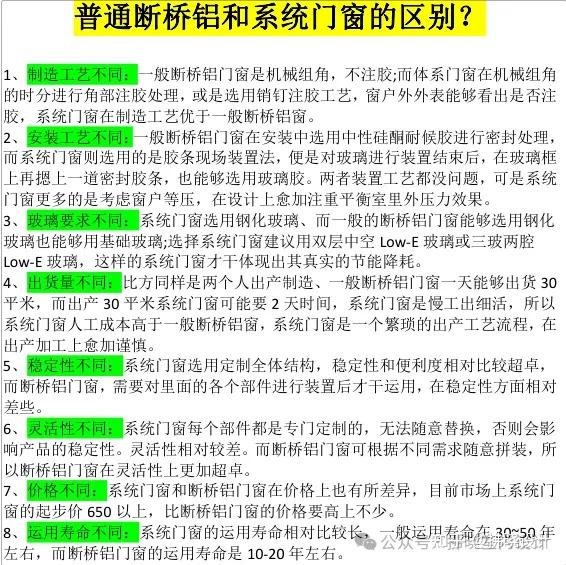 普通断桥铝和系统门窗的区别？
1、制造工艺不同：一般断桥铝门窗是机械组角，不注胶;而体系门窗在机械组角
的时分进行角部注胶处理，或是选用销钉注胶工艺，窗户外外表能够看出是否注
胶，系统门窗在制造工艺优于一般断桥铝窗。
2、安装工艺不同：一般断桥铝门窗在安装中选用中性硅酮耐候胶进行密封处理，
而系统门窗则选用的是胶条现场装置法，便是对玻璃进行装置结束后，在玻璃框
上再摁上一道密封胶条，也能够选用玻璃胶。两者装置工艺都没问题，可是系统
门窗更多的是考虑窗户等压，在设计上愈加注重平衡室里外压力效果。
3、玻璃要求不同：系统门窗选用钢化玻璃、而一般的断桥铝门窗能够选用钢化
玻璃也能够用基础玻璃;选择系统门窗建议用双层中空 Low-E 玻璃或三玻两腔
Low-E 玻璃，这样的系统门窗才干体现出其真实的节能降耗。
4、出货量不同：比方同样是两个人出产制造、一般断桥铝门窗一天能够出货 30
平米，而出产 30 平米系统门窗可能要 2 天时间，系统门窗是慢工出细活，所以
系统门窗人工成本高于一般断桥铝窗，系统门窗是一个繁琐的出产工艺流程，在
出产加工上愈加谨慎。
5、稳定性不同：系统门窗选用定制全体结构，稳定性和便利度相对比较超卓，
而断桥铝门窗，需要对里面的各个部件进行装置后才干运用，在稳定性方面相对
差些。
6、灵活性不同：系统门窗每个部件都是专门定制的，无法随意替换，否则会影
响产品的稳定性。灵活性相对较差。而断桥铝门窗可根据不同需求随意拼装，所
以断桥铝门窗在灵活性上更加超卓。
7、价格不同：系统门窗和断桥铝门窗在价格上也有所差异，目前市场上系统门
窗的起步价 650 以上，比断桥铝门窗的价格要高上不少。
8、运用寿命不同：系统门窗的运用寿命相对比较长，一般运用寿命在 30~50 年
左右，而断桥铝门窗的运用寿命是 10-20 年左右。
公众号